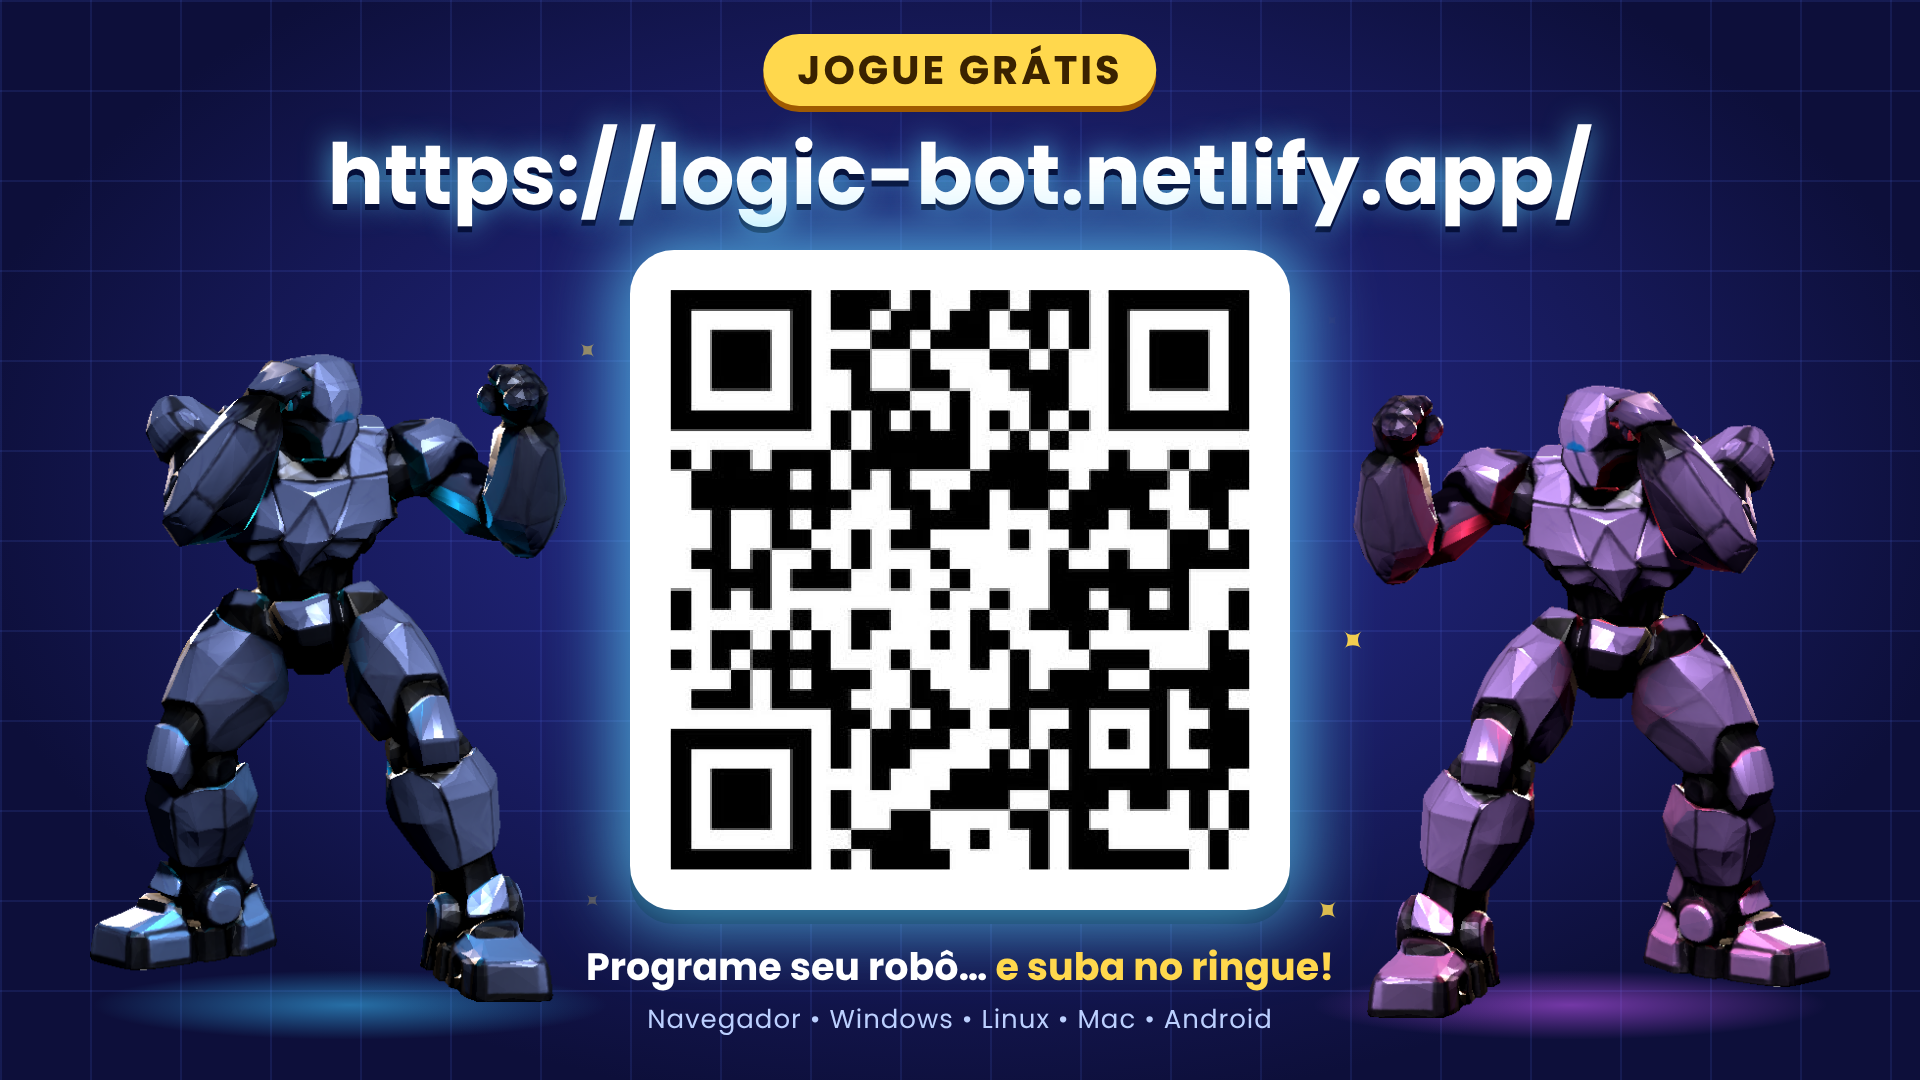 JOGUE GRÁTIS
https://logic-bot.netlify.app/
Programe seu robô... e suba no ringue!
Navegador • Windows • Linux • Mac • Android